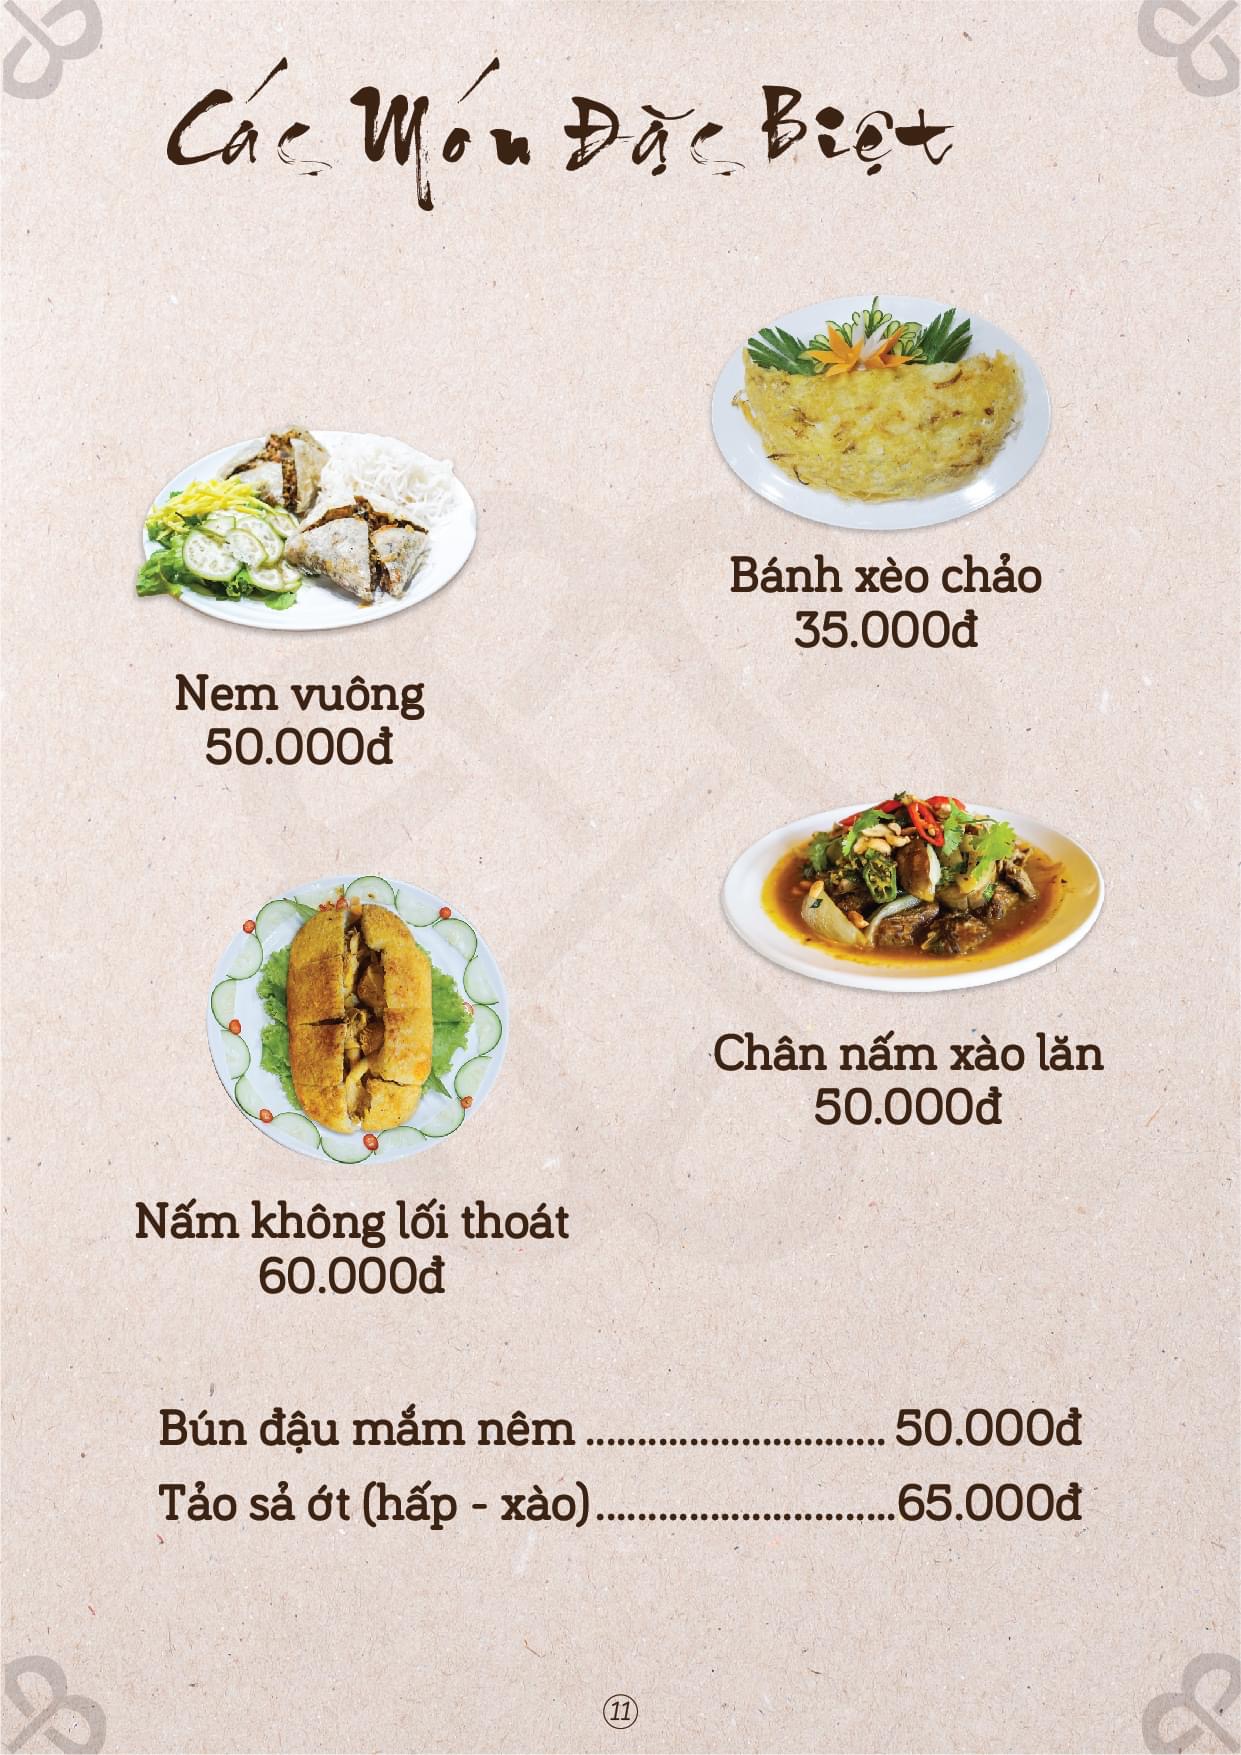 Các Món Đặc Biệt
Bánh xèo chảo
35.000đ
Nem vuông
50.000đ
Chân nấm xào lăn
50.000đ
Nấm không lối thoát
60.000đ
Bún đậu mắm nêm ............................. 50.000đ
Tảo sả ớt (hấp - xào).............................65.000đ
11